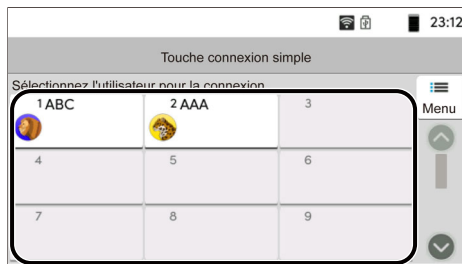 23:12
Touche connexion simple
Sélectionnez l'utilisateur pour la connexion
Menu
1 ABC
2 AAA
3
4
5
6
7
8
9